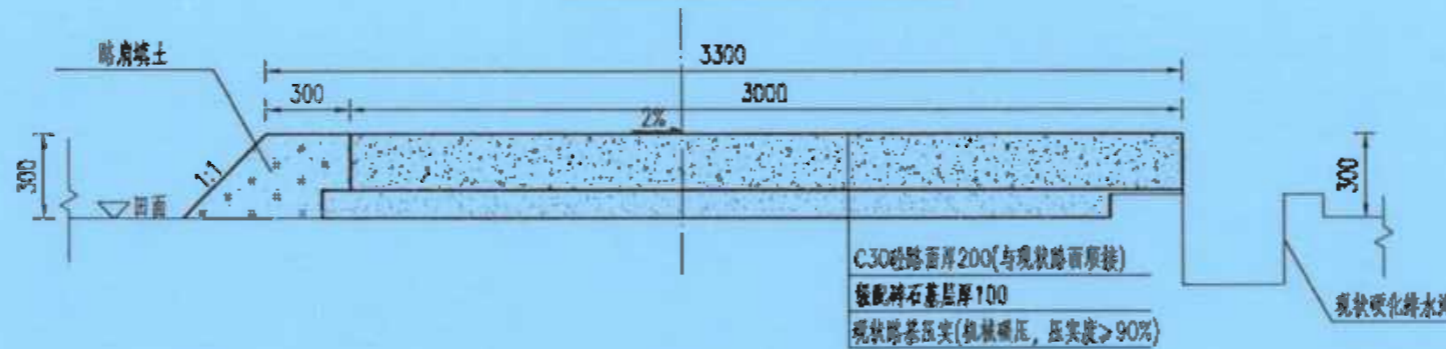 路肩填土
3300
300
3000
2%
300
1:1
田面
300
C30砼路面厚200(与现状路面顺接)
级配碎石基层厚100
现状路基压实(机械碾压，压实度≥90%)
现状硬化排水沟